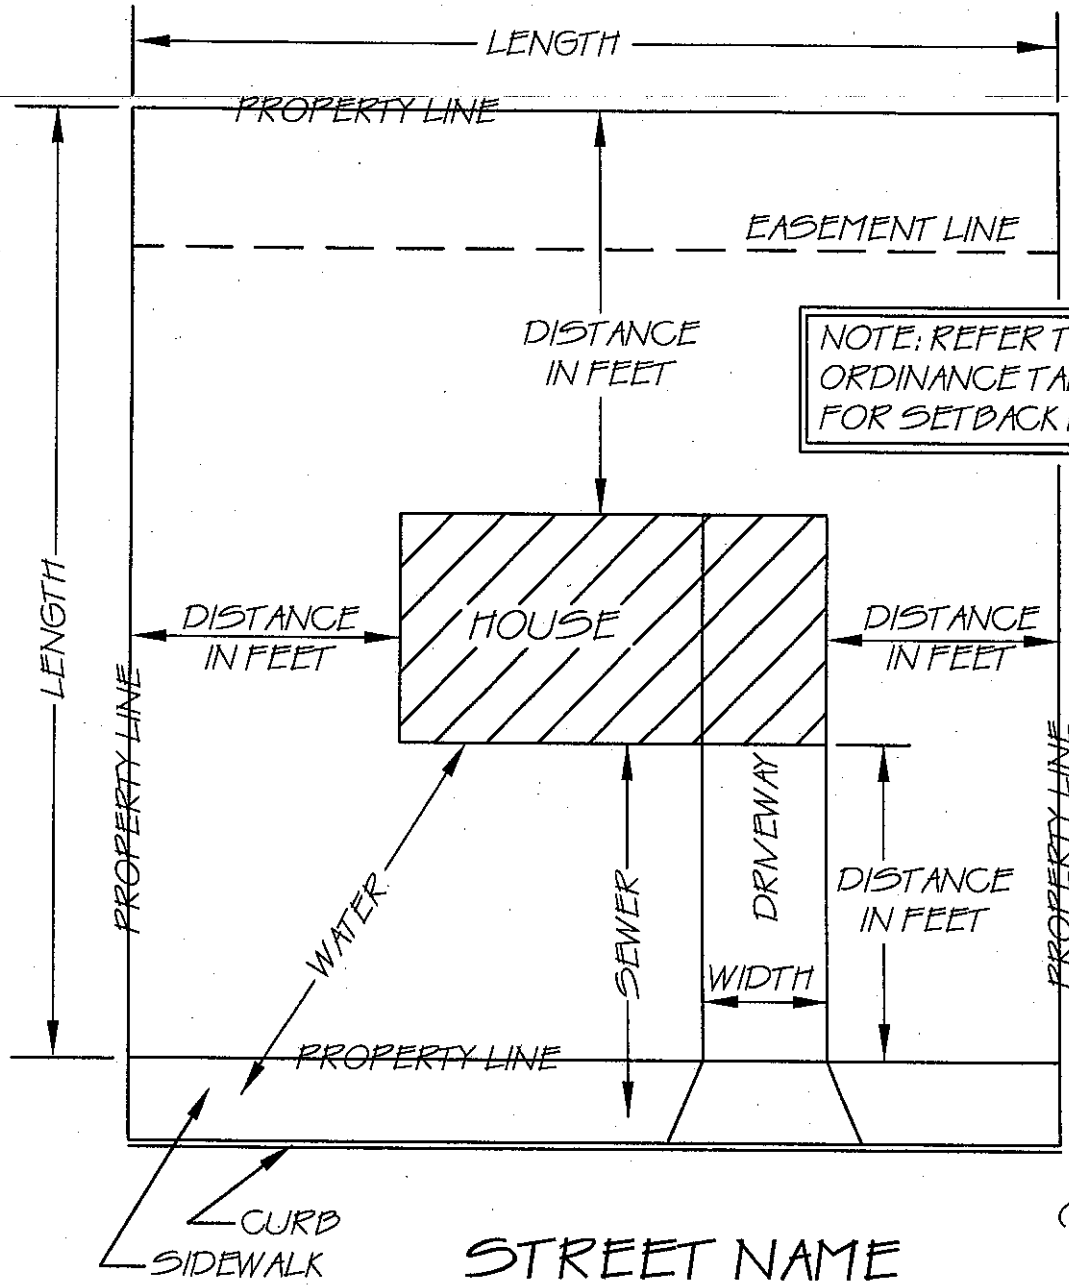 LENGTH
PROPERTY LINE
EASEMENT LINE
DISTANCE
IN FEET
NOTE: REFER
ORDINANCE
FOR SETBACK
LENGTH
DISTANCE
IN FEET
HOUSE
DISTANCE
IN FEET
PROPERTY LINE
PROPERTY LINE
DRIVEWAY
DISTANCE
IN FEET
WATER
SEWER
WIDTH
PROPERTY LINE
CURB
SIDEWALK
STREET NAME